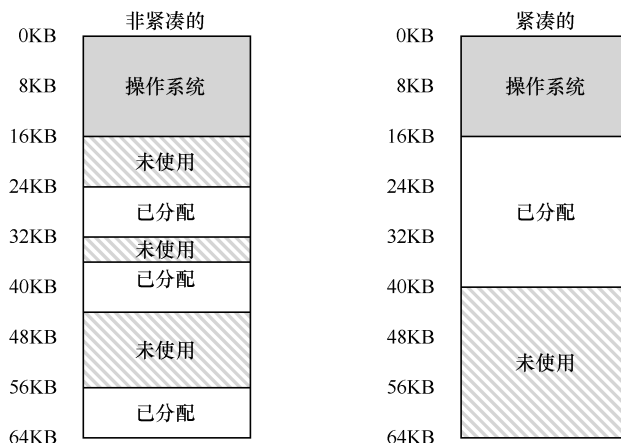 非紧凑的
0KB
8KB
16KB
24KB
32KB
40KB
48KB
56KB
64KB
操作系统
未使用
已分配
未使用
已分配
未使用
已分配
紧凑的
0KB
8KB
16KB
24KB
32KB
40KB
48KB
56KB
64KB
操作系统
已分配
未使用